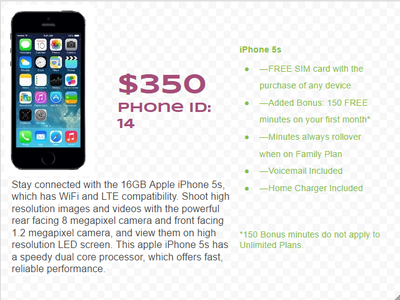 $350
Phone ID:
14
iPhone 5s
● —FREE SIM card with the
purchase of any device
● —Added Bonus: 150 FREE
minutes on your first month*
● —Minutes always rollover
when on Family Plan
● —Voicemail Included
● —Home Charger Included
*150 Bonus minutes do not apply to
Unlimited Plans.
Stay connected with the 16GB Apple iPhone 5s,
which has WiFi and LTE compatibility. Shoot high
resolution images and videos with the powerful
rear facing 8 megapixel camera and front facing
1.2 megapixel camera, and view them on high
resolution LED screen. This apple iPhone 5s has
a speedy dual core processor, which offers fast,
reliable performance.